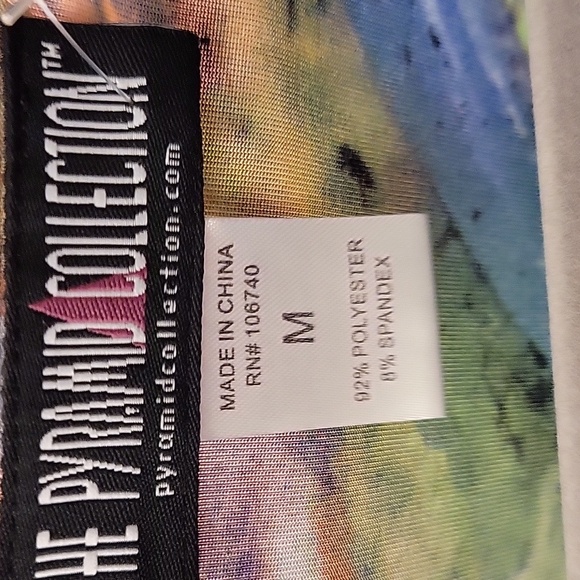 HE PYRAMID COLLECTION™
pyramidcollection.com
MADE IN CHINA
RN# 106740
M
92% POLYESTER
8% SPANDEX